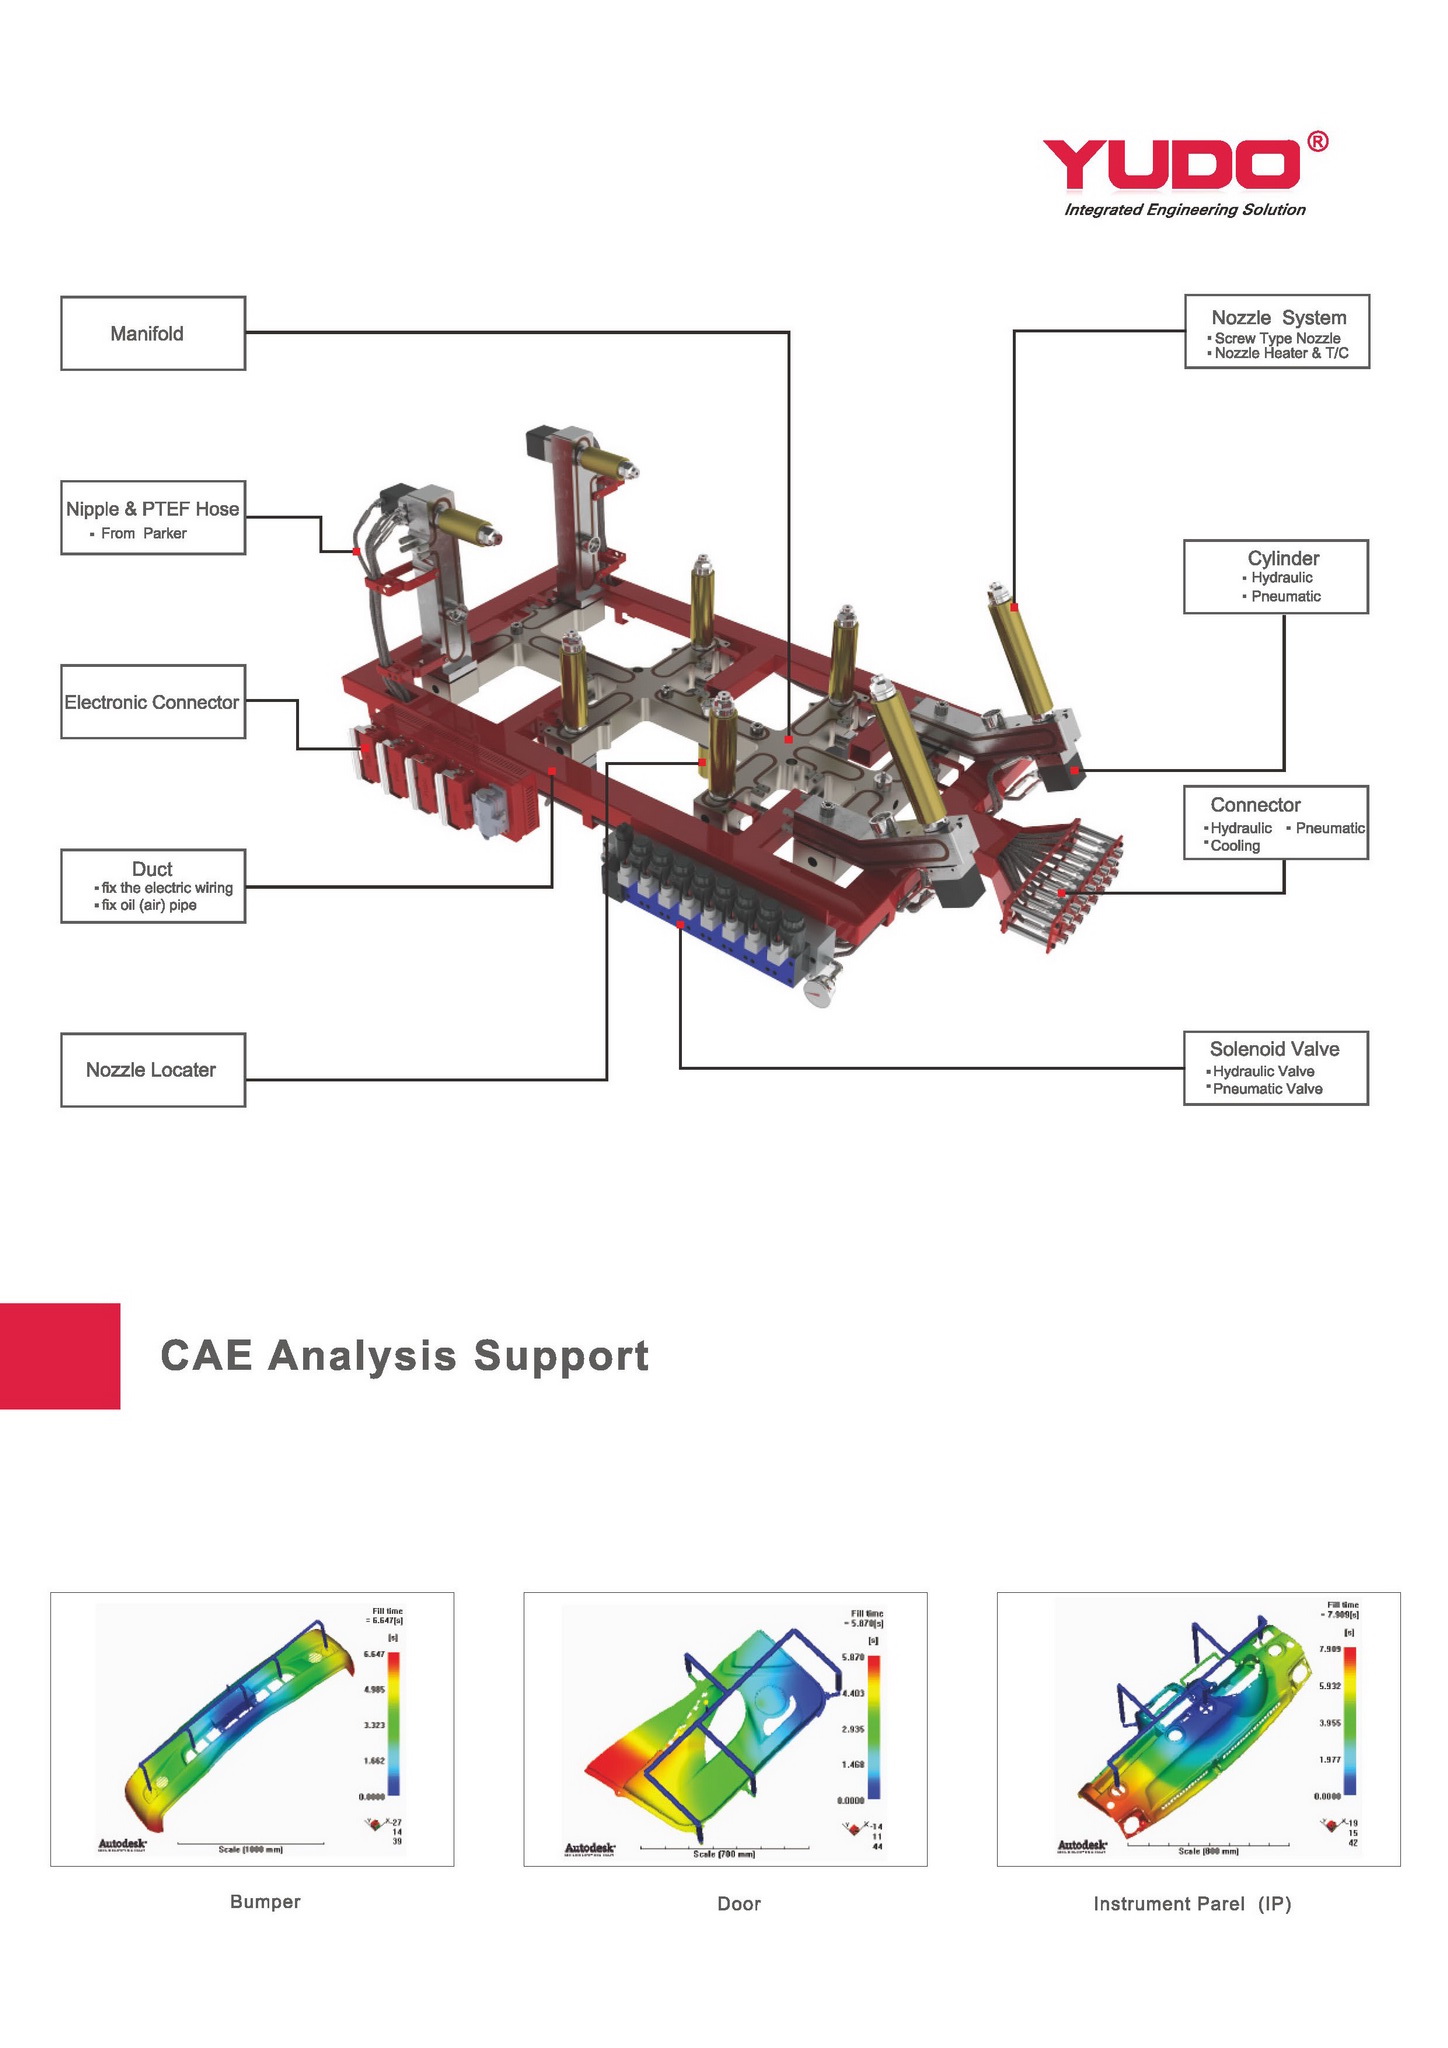 YUDO®
Integrated Engineering Solution
Manifold
Nozzle System
▪ Screw Type Nozzle
▪ Nozzle Heater & T/C
Nipple & PTEF Hose
▪ From Parker
Cylinder
▪ Hydraulic
▪ Pneumatic
Electronic Connector
Connector
▪ Hydraulic ▪ Pneumatic
▪ Cooling
Duct
▪ fix the electric wiring
▪ fix oil (air) pipe
Nozzle Locater
Solenoid Valve
▪ Hydraulic Valve
▪ Pneumatic Valve
CAE Analysis Support
Fill time
= 6.647[s]
[s]
6.647
4.985
3.323
1.662
0.0000
-27
14
39
Autodesk
Scale (1000 mm)
Bumper
Fill time
= 5.870[s]
[s]
5.870
4.403
2.935
1.468
0.0000
-14
11
44
Autodesk
Scale (700 mm)
Door
Fill time
= 7.909[s]
[s]
7.909
5.932
3.955
1.977
0.0000
-19
15
42
Autodesk
Scale (800 mm)
Instrument Parel (IP)